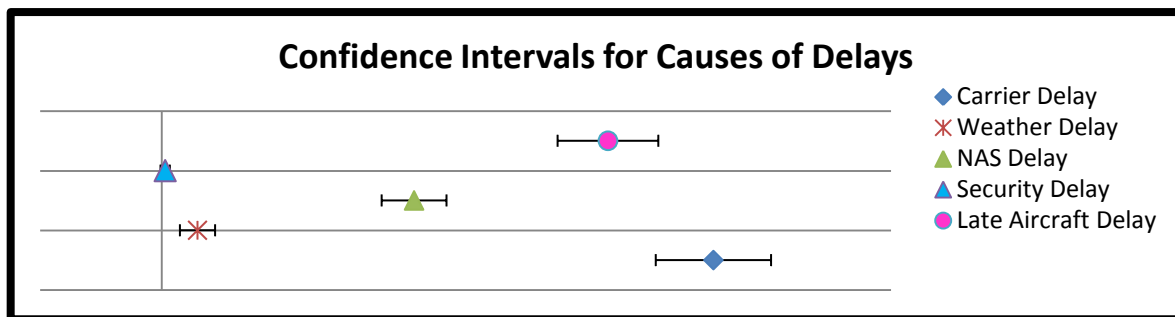 Confidence Intervals for Causes of Delays
Carrier Delay
Weather Delay
NAS Delay
Security Delay
Late Aircraft Delay